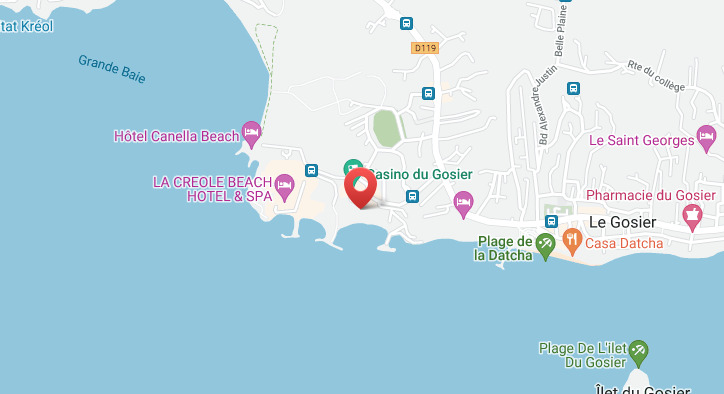 tat Kréol
Grande Baie
D119
Belle Plaine
Rte du collège
Bd Alexandre Justin
Hôtel Canella Beach
Le Saint Georges
Casino du Gosier
LA CREOLE BEACH
HOTEL & SPA
Pharmacie du Gosier
Le Gosier
Plage de
la Datcha
Casa Datcha
Plage De L'îlet
Du Gosier
Îlet du Gosier